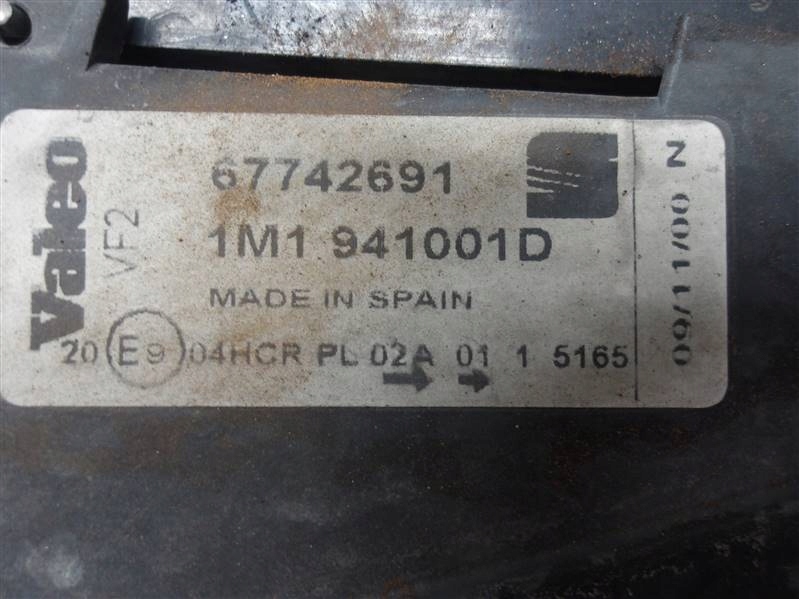 Valeo
VF2
67742691
1M1 941001D
MADE IN SPAIN
20 E9 04HCR PL 02A 01 1 5165
09/11/00 N